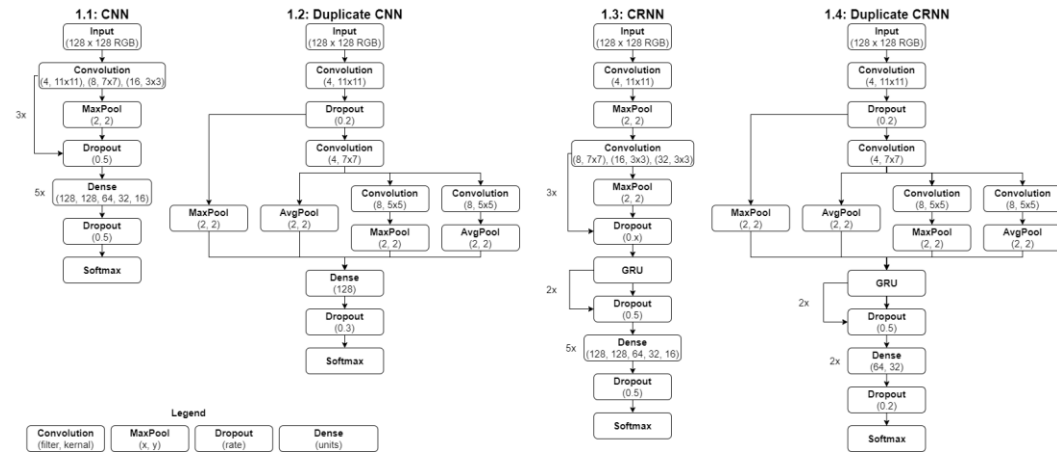 1.1: CNN
Input
(128 x 128 RGB)
Convolution
(4, 11x11), (8, 7x7), (16, 3x3)
3x
MaxPool
(2, 2)
Dropout
(0.5)
5x
Dense
(128, 128, 64, 32, 16)
Dropout
(0.5)
Softmax
1.2: Duplicate CNN
Input
(128 x 128 RGB)
Convolution
(4, 11x11)
Dropout
(0.2)
Convolution
(4, 7x7)
MaxPool
(2, 2)
AvgPool
(2, 2)
Convolution
(8, 5x5)
MaxPool
(2, 2)
Convolution
(8, 5x5)
AvgPool
(2, 2)
Dense
(128)
Dropout
(0.3)
Softmax
1.3: CRNN
Input
(128 x 128 RGB)
Convolution
(4, 11x11)
MaxPool
(2, 2)
Convolution
(8, 7x7), (16, 3x3), (32, 3x3)
3x
MaxPool
(2, 2)
Dropout
(0.x)
GRU
2x
Dropout
(0.5)
5x
Dense
(128, 128, 64, 32, 16)
Dropout
(0.5)
Softmax
1.4: Duplicate CRNN
Input
(128 x 128 RGB)
Convolution
(4, 11x11)
Dropout
(0.2)
Convolution
(4, 7x7)
MaxPool
(2, 2)
AvgPool
(2, 2)
Convolution
(8, 5x5)
MaxPool
(2, 2)
Convolution
(8, 5x5)
AvgPool
(2, 2)
GRU
2x
Dropout
(0.5)
2x
Dense
(64, 32)
Dropout
(0.2)
Softmax
Legend
Convolution
(filter, kernal)
MaxPool
(x, y)
Dropout
(rate)
Dense
(units)